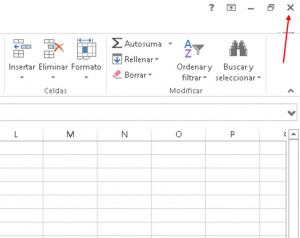 ?
Insertar Eliminar Formato
Celdas
Autosuma
Rellenar
Borrar
Ordenar y
filtrar
Buscar y
seleccionar
Modificar
L M N O P